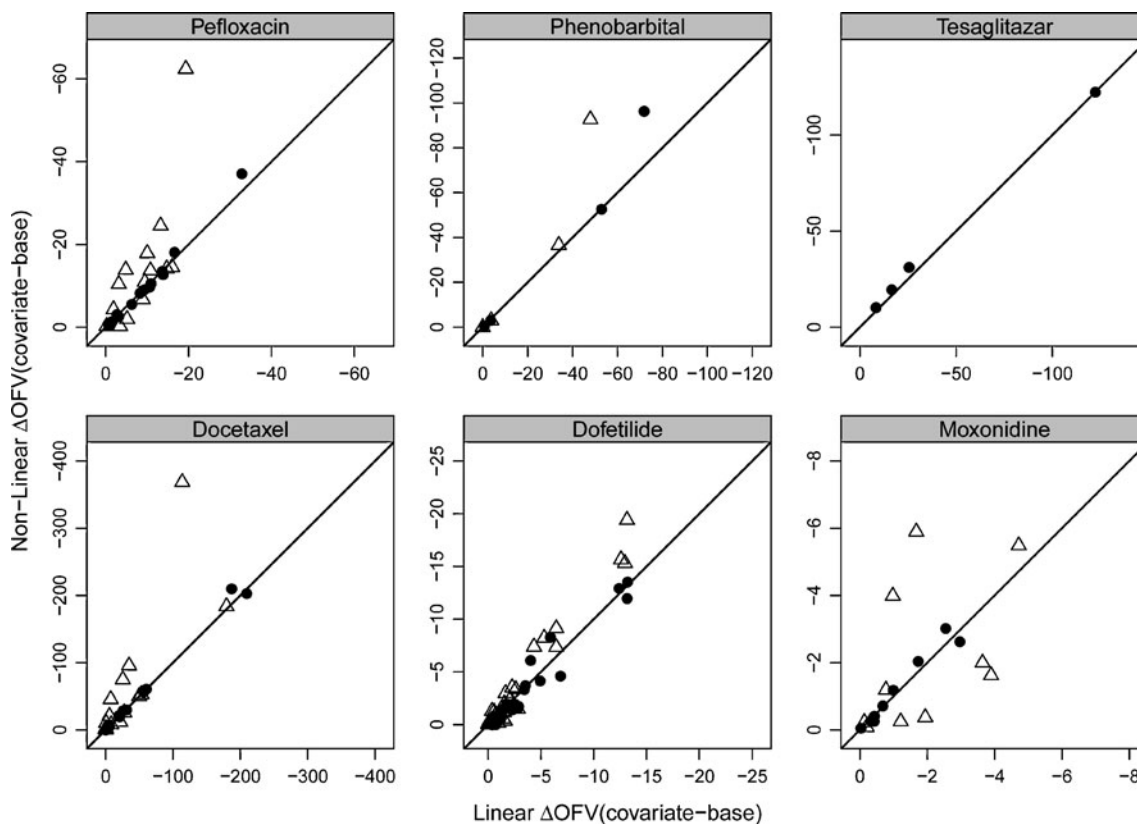 Pefloxacin
Phenobarbital
Tesaglitazar
-60
-40
-20
0
-120
-100
-80
-60
-40
-20
0
-100
-50
0
0 -20 -40 -60
0 -20 -40 -60 -80 -100 -120
0 -50 -100
Non-Linear ΔOFV(covariate-base)
Docetaxel
Dofetilide
Moxonidine
-400
-300
-200
-100
0
-25
-20
-15
-10
-5
0
-8
-6
-4
-2
0
0 -100 -200 -300 -400
0 -5 -10 -15 -20 -25
0 -2 -4 -6 -8
Linear ΔOFV(covariate-base)